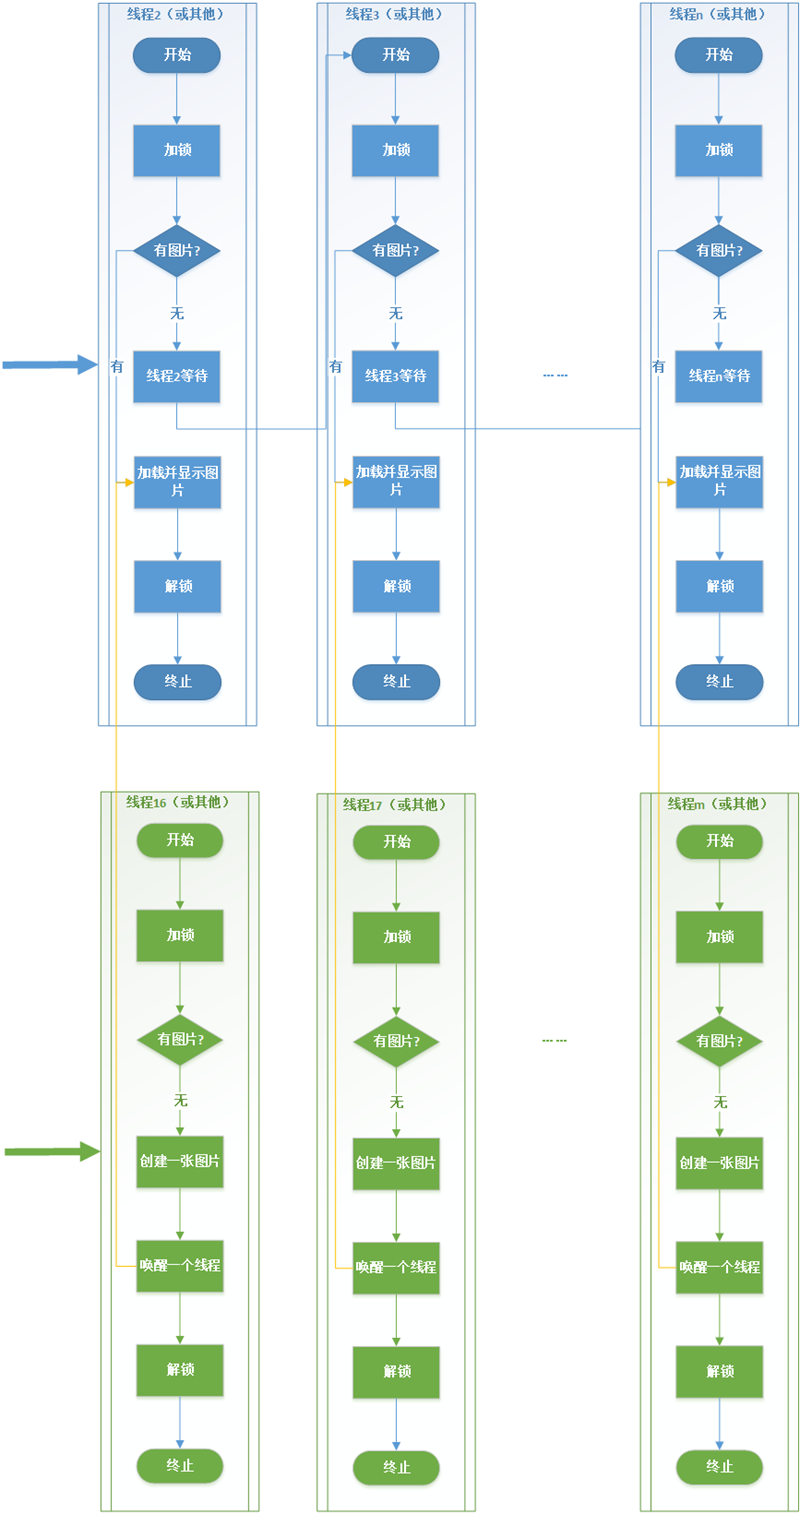 线程2（或其他）
开始
加锁
有图片?
无
有
线程2等待
加载并显示图
片
解锁
终止
线程3（或其他）
开始
加锁
有图片?
无
有
线程3等待
加载并显示图
片
解锁
终止
... ...
线程n（或其他）
开始
加锁
有图片?
无
有
线程n等待
加载并显示图
片
解锁
终止
线程16（或其他）
开始
加锁
有图片?
无
创建一张图片
唤醒一个线程
解锁
终止
线程17（或其他）
开始
加锁
有图片?
无
创建一张图片
唤醒一个线程
解锁
终止
... ...
线程m（或其他）
开始
加锁
有图片?
无
创建一张图片
唤醒一个线程
解锁
终止